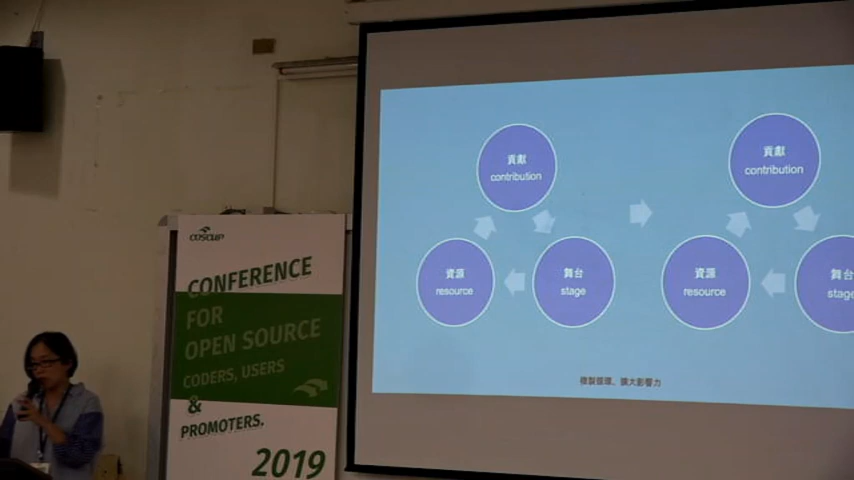 COSCUP
CONFERENCE
FOR
OPEN SOURCE
CODERS, USERS
&
PROMOTERS.
2019
貢獻
contribution
資源
resource
舞台
stage
貢獻
contribution
資源
resource
舞台
stage
複製循環、擴大影響力